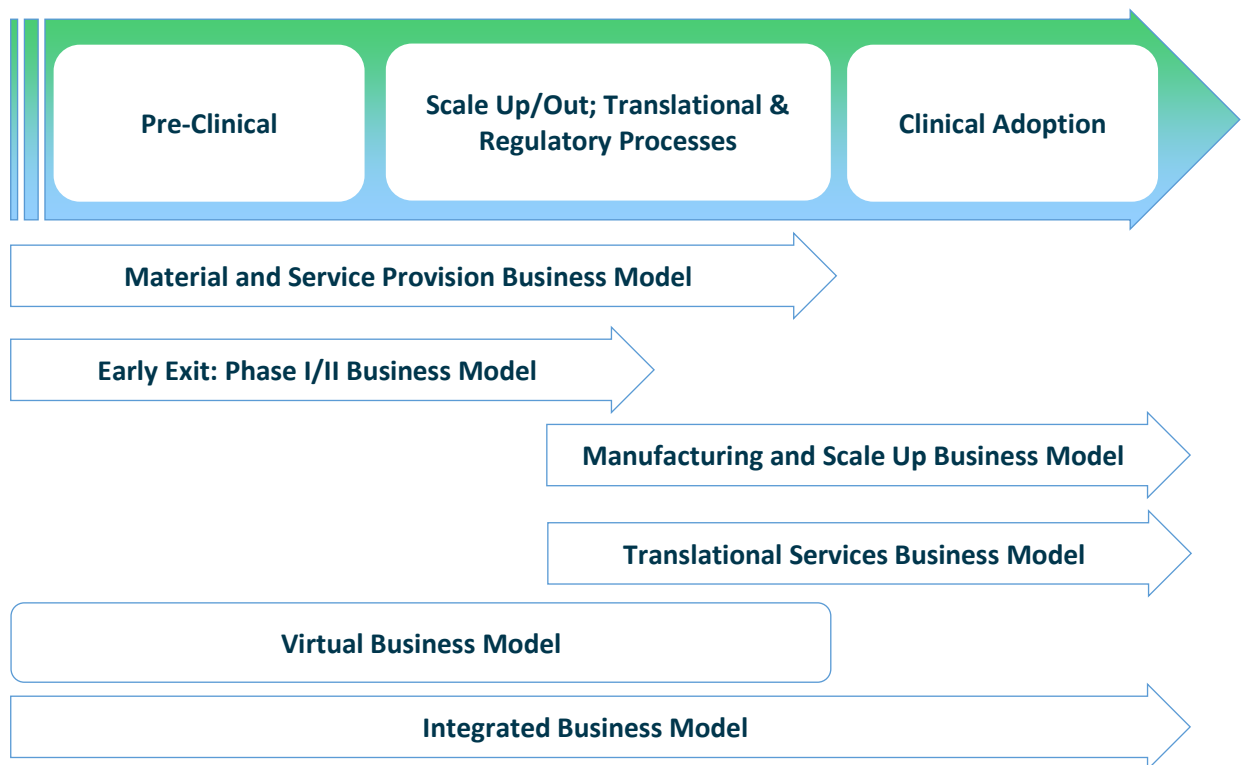 Pre-Clinical
Scale Up/Out; Translational &
Regulatory Processes
Clinical Adoption
Material and Service Provision Business Model
Early Exit: Phase I/II Business Model
Manufacturing and Scale Up Business Model
Translational Services Business Model
Virtual Business Model
Integrated Business Model